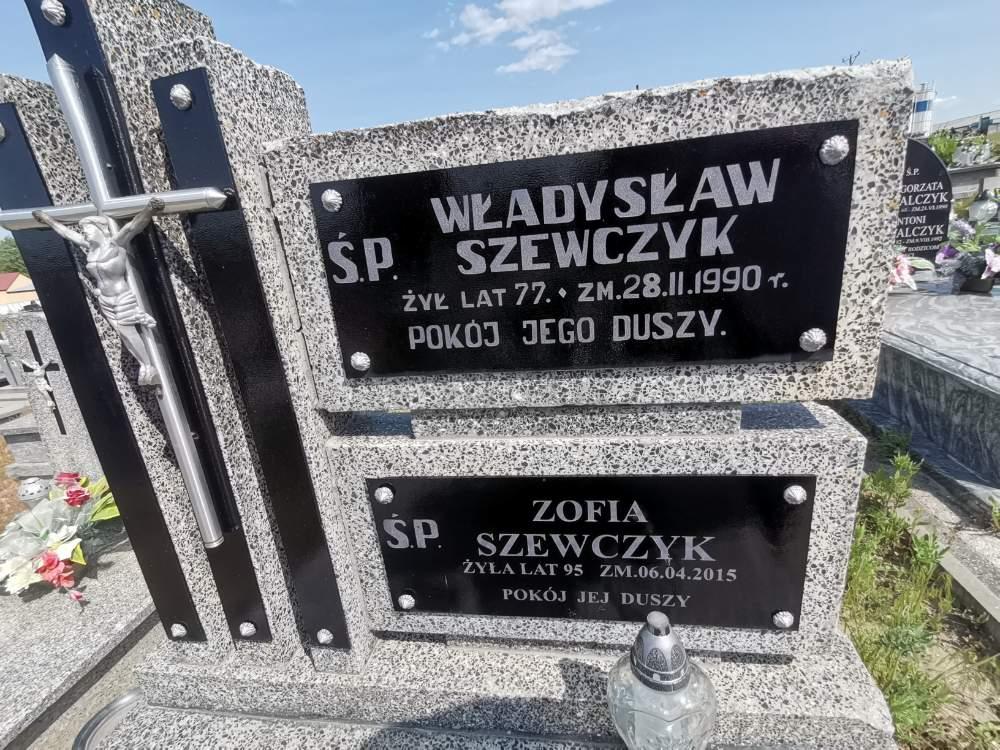 Ś.P.
WŁADYSŁAW
SZEWCZYK
ŻYŁ LAT 77. ♦ ZM. 28.II.1990 r.
POKÓJ JEGO DUSZY.
Ś.P.
ZOFIA
SZEWCZYK
ŻYŁA LAT 95 ZM. 06.04.2015
POKÓJ JEJ DUSZY
Ś.P.